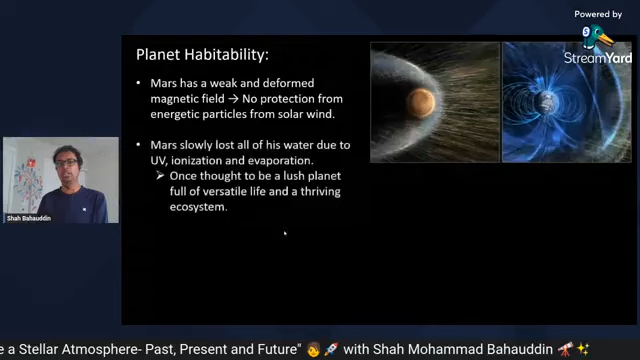 Powered by
StreamYard
Planet Habitability:
• Mars has a weak and deformed
magnetic field → No protection from
energetic particles from solar wind.
• Mars slowly lost all of his water due to
UV, ionization and evaporation.
➢ Once thought to be a lush planet
full of versatile life and a thriving
ecosystem.
Shah Bahauddin
e a Stellar Atmosphere- Past, Present and Future" 🧑🚀 with Shah Mohammad Bahauddin 🔭✨